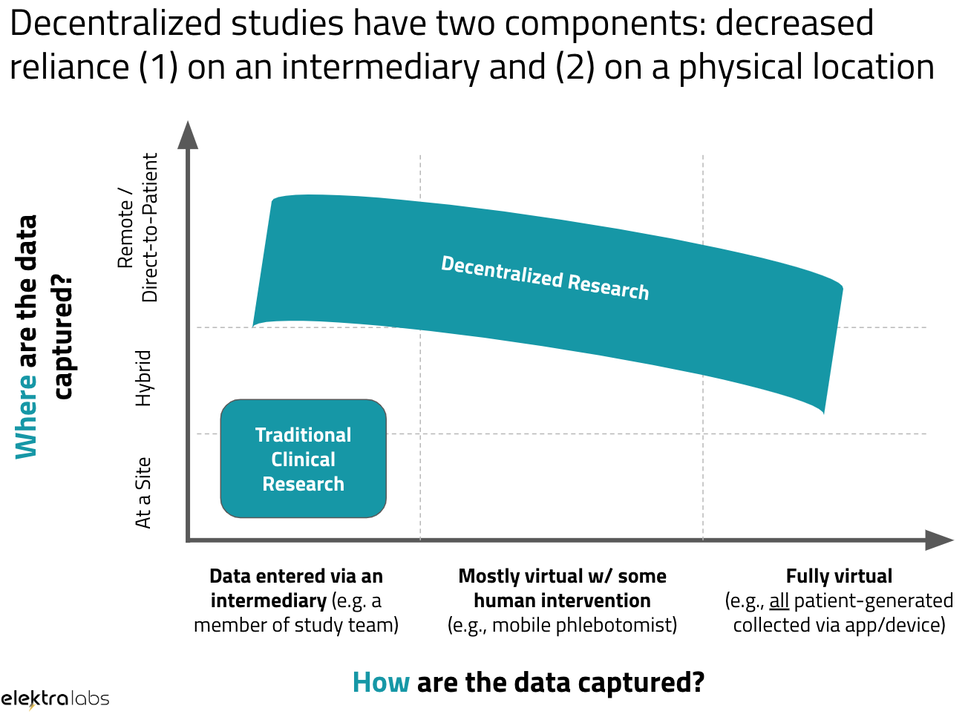 Decentralized studies have two components: decreased
reliance (1) on an intermediary and (2) on a physical location
Where are the data
captured?
Remote /
Direct-to-Patient
Hybrid
At a Site
Decentralized Research
Traditional
Clinical
Research
Data entered via an
intermediary (e.g. a
member of study team)
Mostly virtual w/ some
human intervention
(e.g., mobile phlebotomist)
Fully virtual
(e.g., all patient-generated
collected via app/device)
How are the data captured?
elektralabs